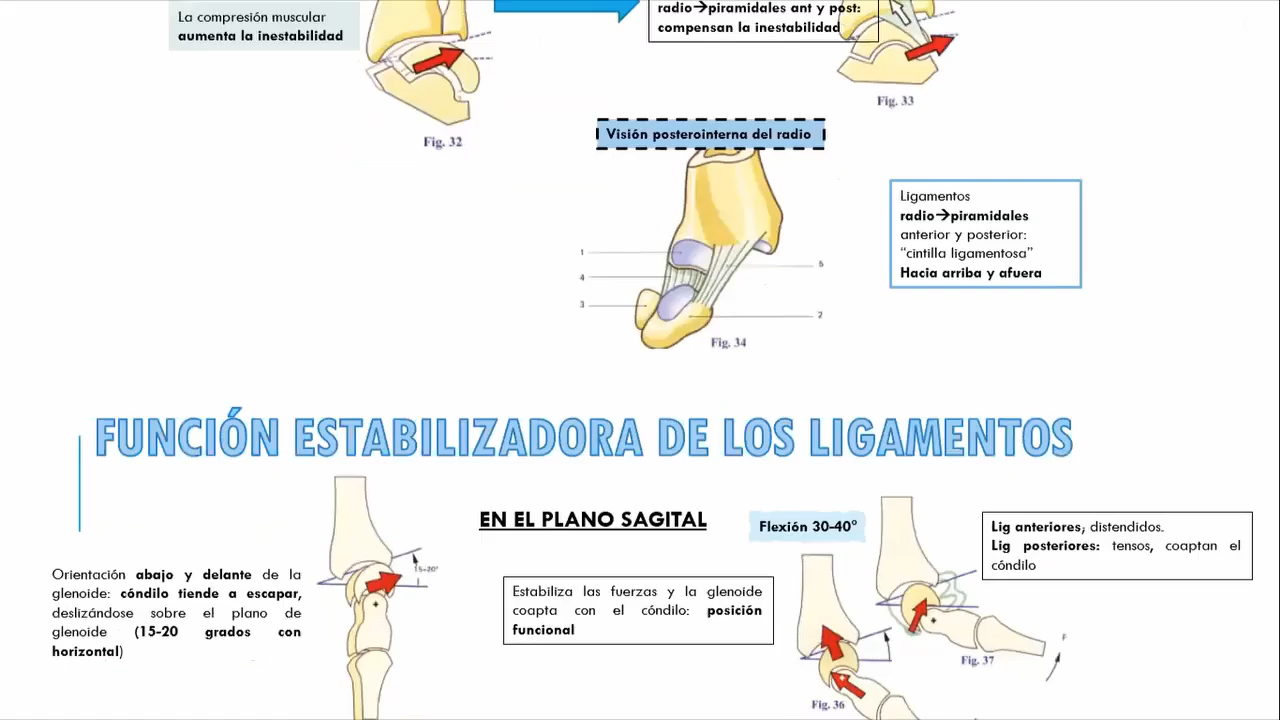 La compresión muscular
aumenta la inestabilidad
radio→piramidales ant y post:
compensan la inestabilidad
Fig. 32
Fig. 33
Visión posterointerna del radio
1
4
3
5
2
Fig. 34
Ligamentos
radio→piramidales
anterior y posterior:
“cintilla ligamentosa”
Hacia arriba y afuera
FUNCIÓN ESTABILIZADORA DE LOS LIGAMENTOS
EN EL PLANO SAGITAL
Orientación abajo y delante de la
glenoide: cóndilo tiende a escapar,
deslizándose sobre el plano de
glenoide (15-20 grados con
horizontal)
15-20°
Estabiliza las fuerzas y la glenoide
coapta con el cóndilo: posición
funcional
Flexión 30-40°
Lig anteriores; distendidos.
Lig posteriores: tensos, coaptan el
cóndilo
Fig. 36
Fig. 37
F